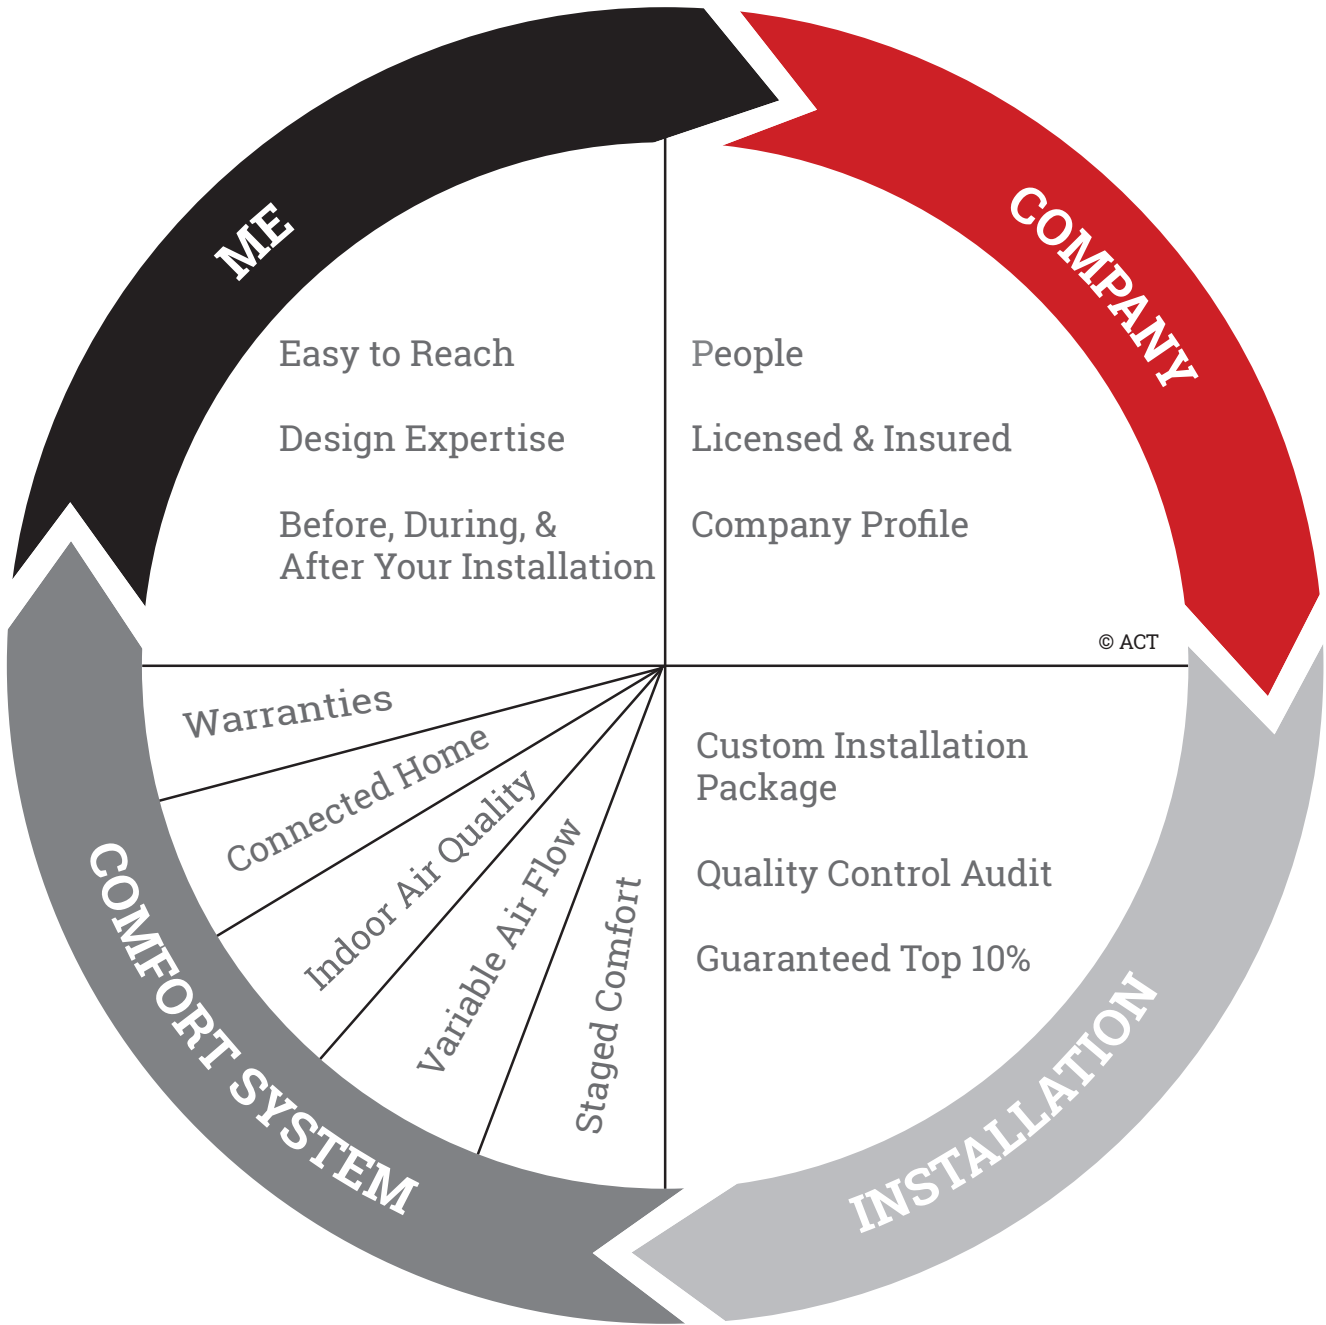 ME
Easy to Reach
Design Expertise
Before, During, &
After Your Installation
COMPANY
People
Licensed & Insured
Company Profile
© ACT
INSTALLATION
Custom Installation
Package
Quality Control Audit
Guaranteed Top 10%
COMFORT SYSTEM
Warranties
Connected Home
Indoor Air Quality
Variable Air Flow
Staged Comfort